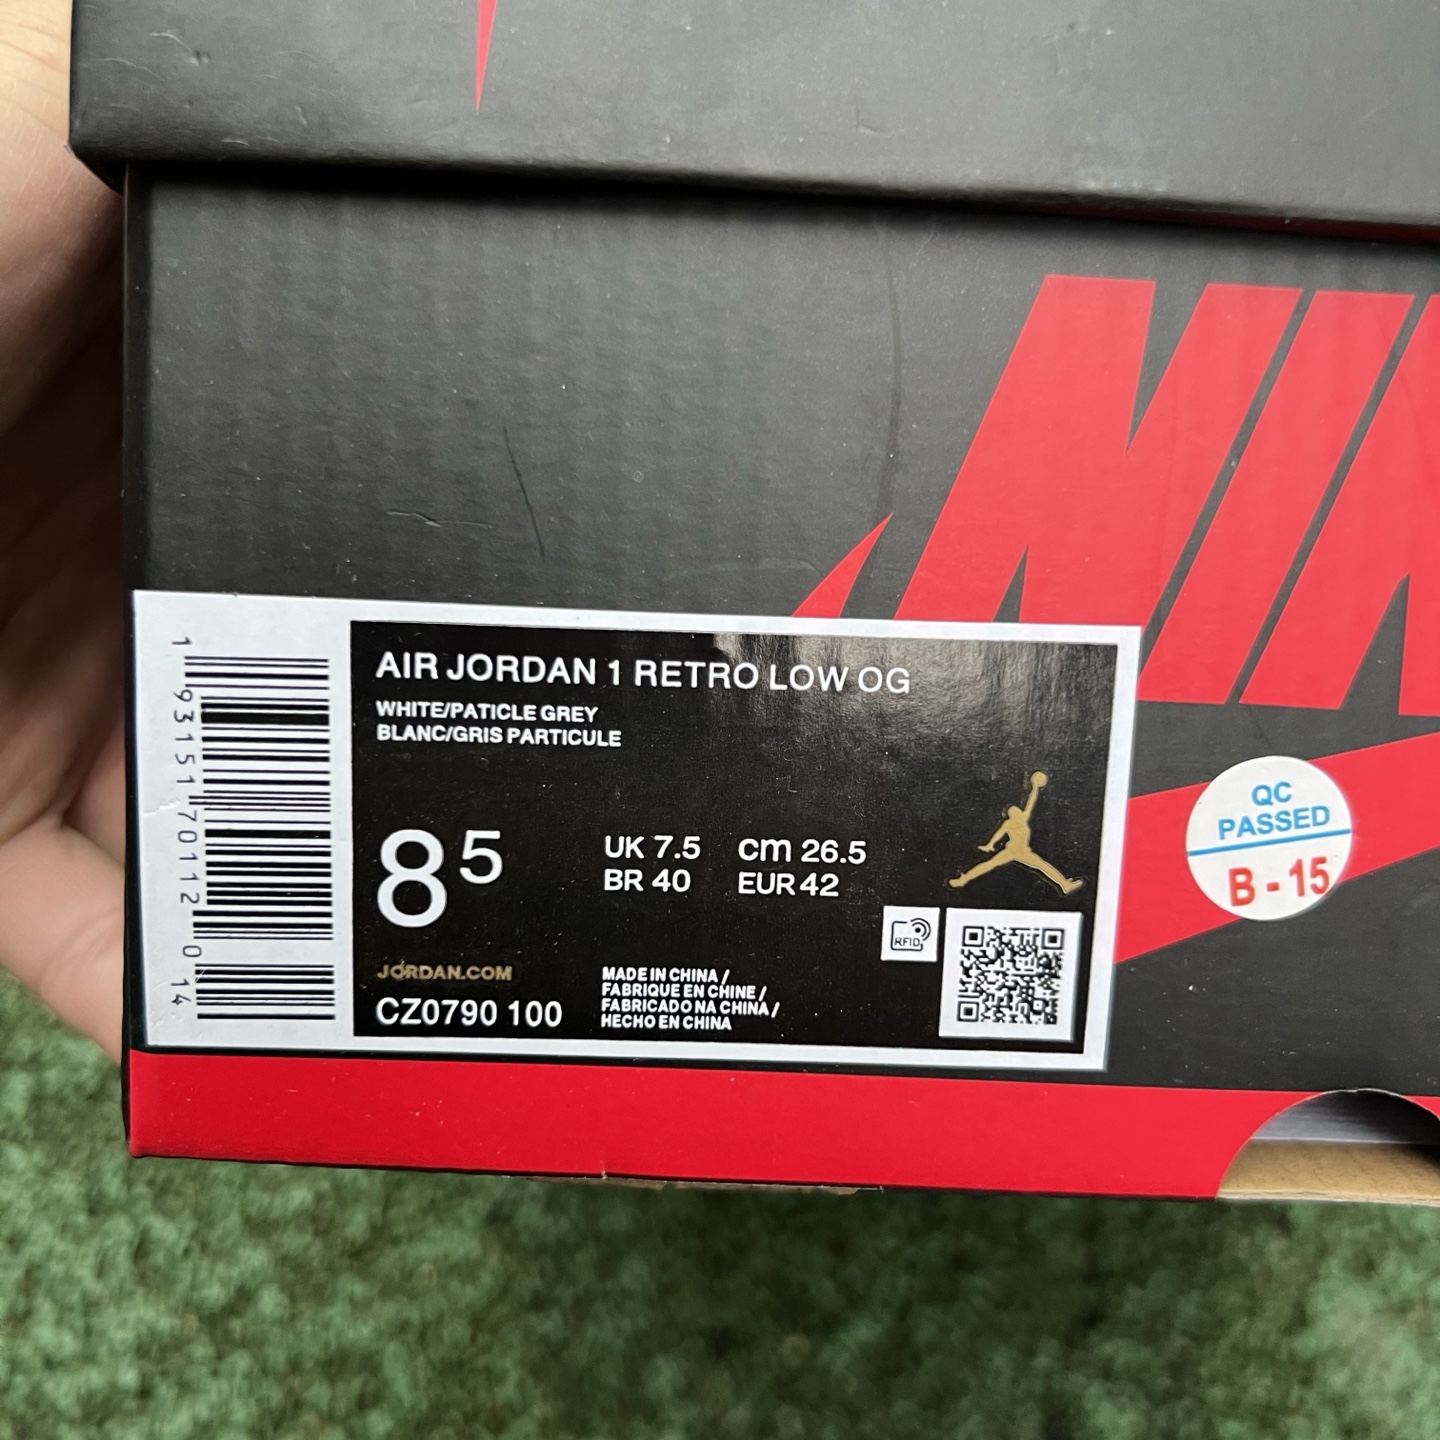 NIK
AIR JORDAN 1 RETRO LOW OG
WHITE/PATICLE GREY
BLANC/GRIS PARTICULE
8 5
UK 7.5 cm 26.5
BR 40 EUR 42
JORDAN.COM
CZ0790 100
MADE IN CHINA /
FABRIQUE EN CHINE /
FABRICADO NA CHINA /
HECHO EN CHINA
RFID
1 93151 70112 0 14
QC
PASSED
B - 15